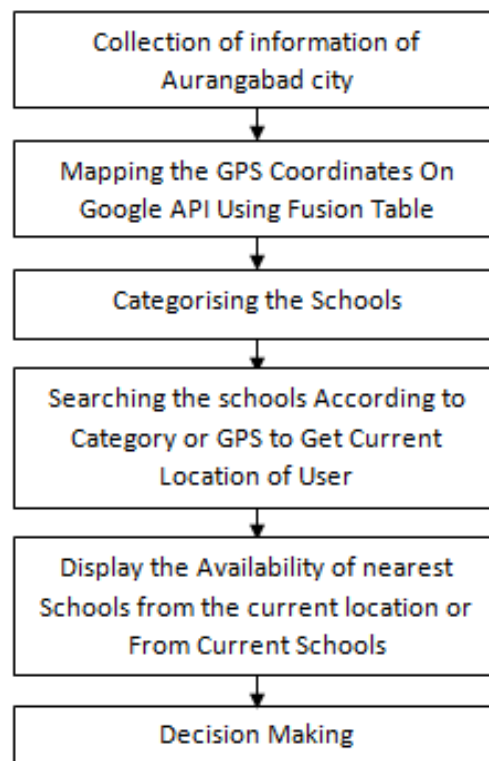 Collection of information of
Aurangabad city
Mapping the GPS Coordinates On
Google API Using Fusion Table
Categorising the Schools
Searching the schools According to
Category or GPS to Get Current
Location of User
Display the Availability of nearest
Schools from the current location or
From Current Schools
Decision Making